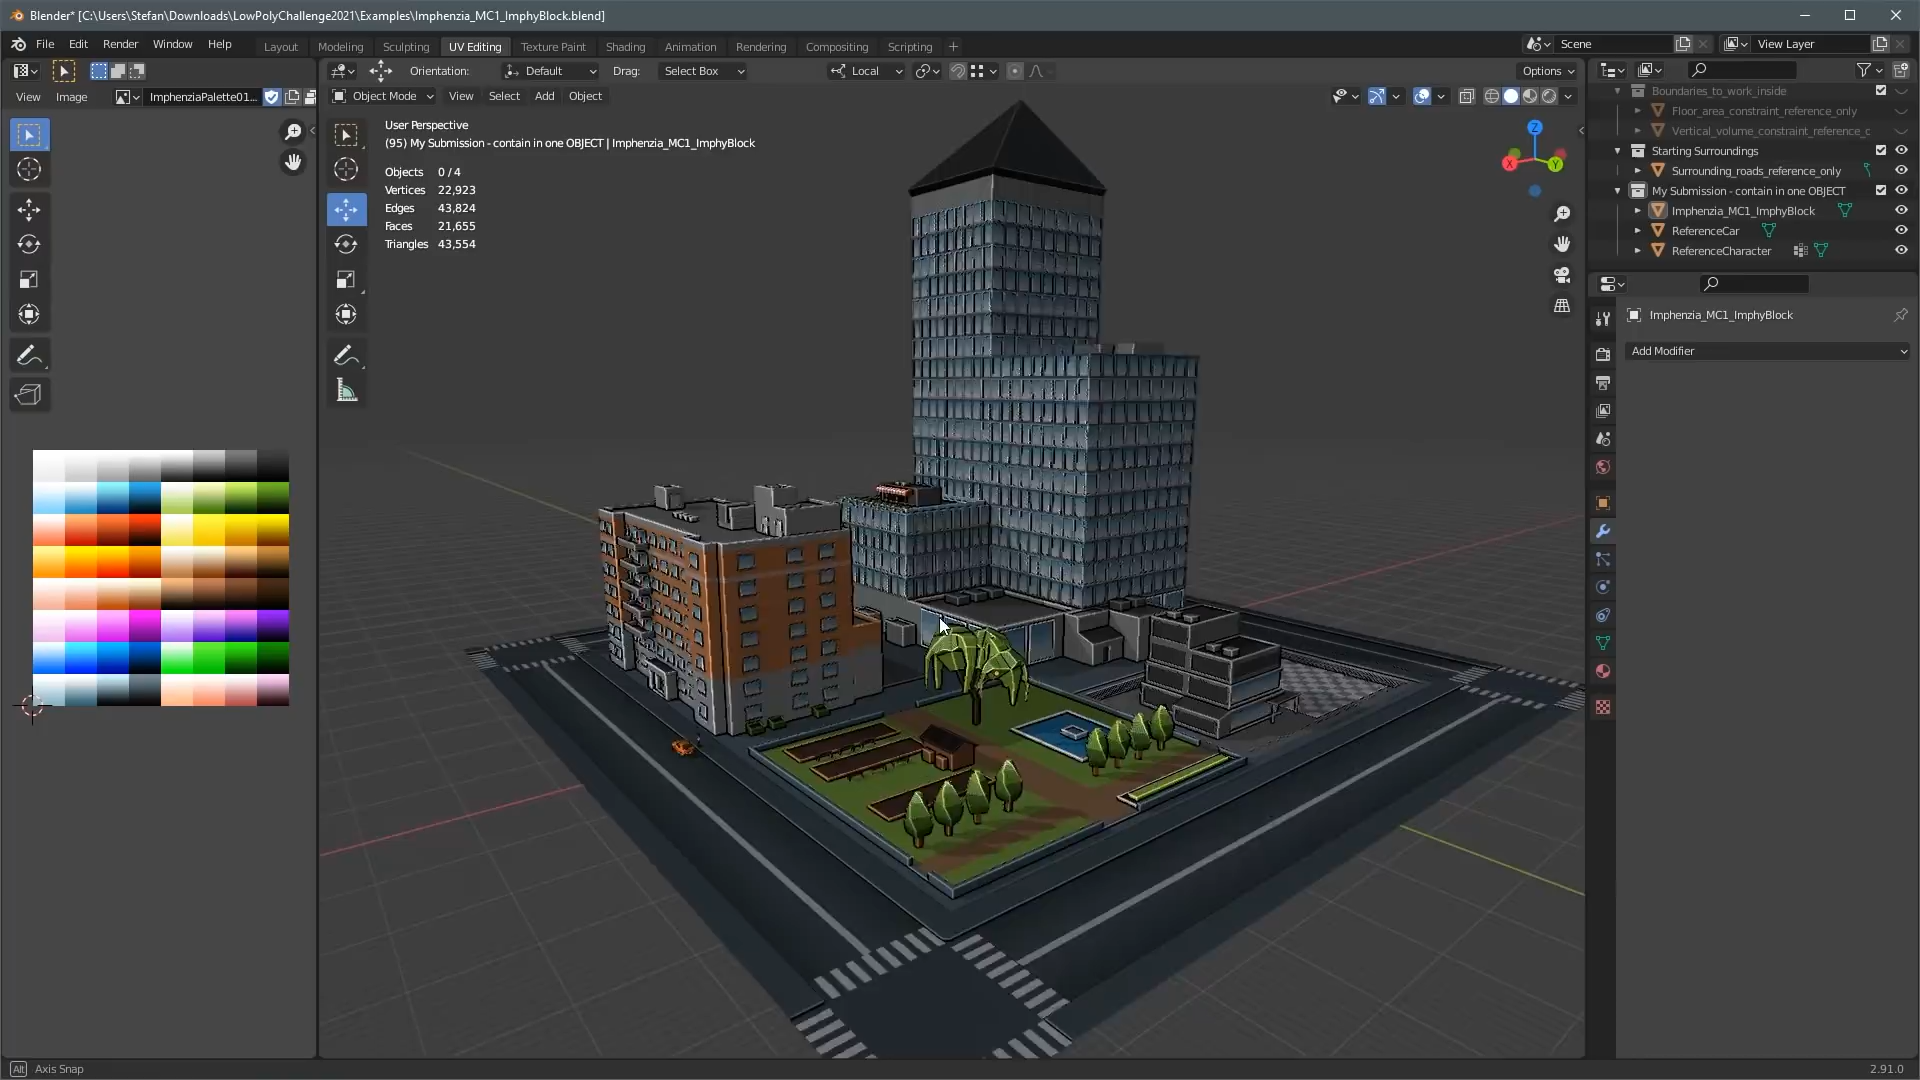 Blender* [C:\Users\Stefan\Downloads\LowPolyChallenge2021\Examples\Imphenzia_MC1_ImphyBlock.blend]
File Edit Render Window Help Layout Modeling Sculpting UV Editing Texture Paint Shading Animation Rendering Compositing Scripting + Scene View Layer
Orientation: Default Drag: Select Box Local Options
View Image ImphenziaPalette01... Object Mode View Select Add Object
User Perspective
(95) My Submission - contain in one OBJECT | Imphenzia_MC1_ImphyBlock
Objects 0 / 4
Vertices 22,923
Edges 43,824
Faces 21,655
Triangles 43,554
Z
X
Y
Boundaries_to_work_inside
Floor_area_constraint_reference_only
Vertical_volume_constraint_reference_c
Starting Surroundings
Surrounding_roads_reference_only
My Submission - contain in one OBJECT
Imphenzia_MC1_ImphyBlock
ReferenceCar
ReferenceCharacter
Imphenzia_MC1_ImphyBlock
Add Modifier
Alt Axis Snap
2.91.0